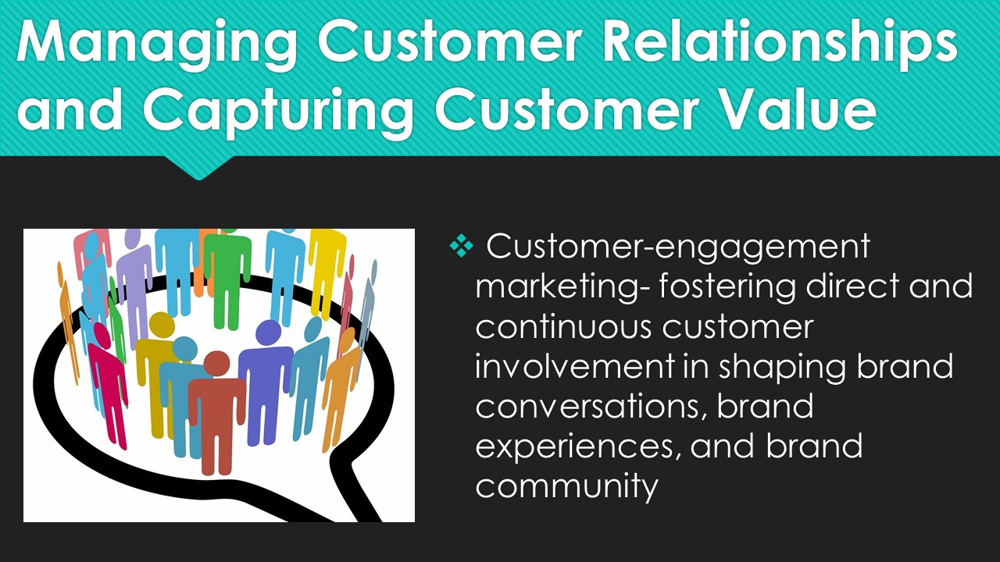 Managing Customer Relationships
and Capturing Customer Value
Customer-engagement
marketing- fostering direct and
continuous customer
involvement in shaping brand
conversations, brand
experiences, and brand
community